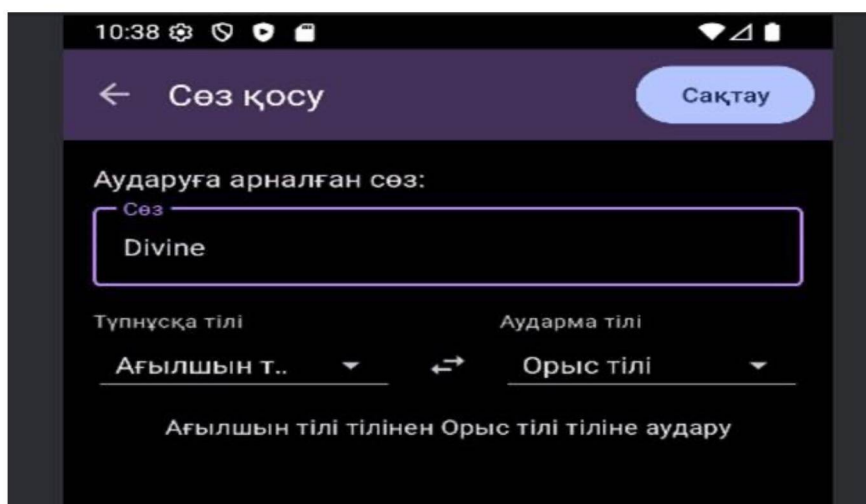 10:38
Сөз қосу
Сақтау
Аударуға арналған сөз:
Сөз
Divine
Түпнұсқа тілі Аударма тілі
Ағылшын т.. Орыс тілі
Ағылшын тілі тілінен Орыс тілі тіліне аудару